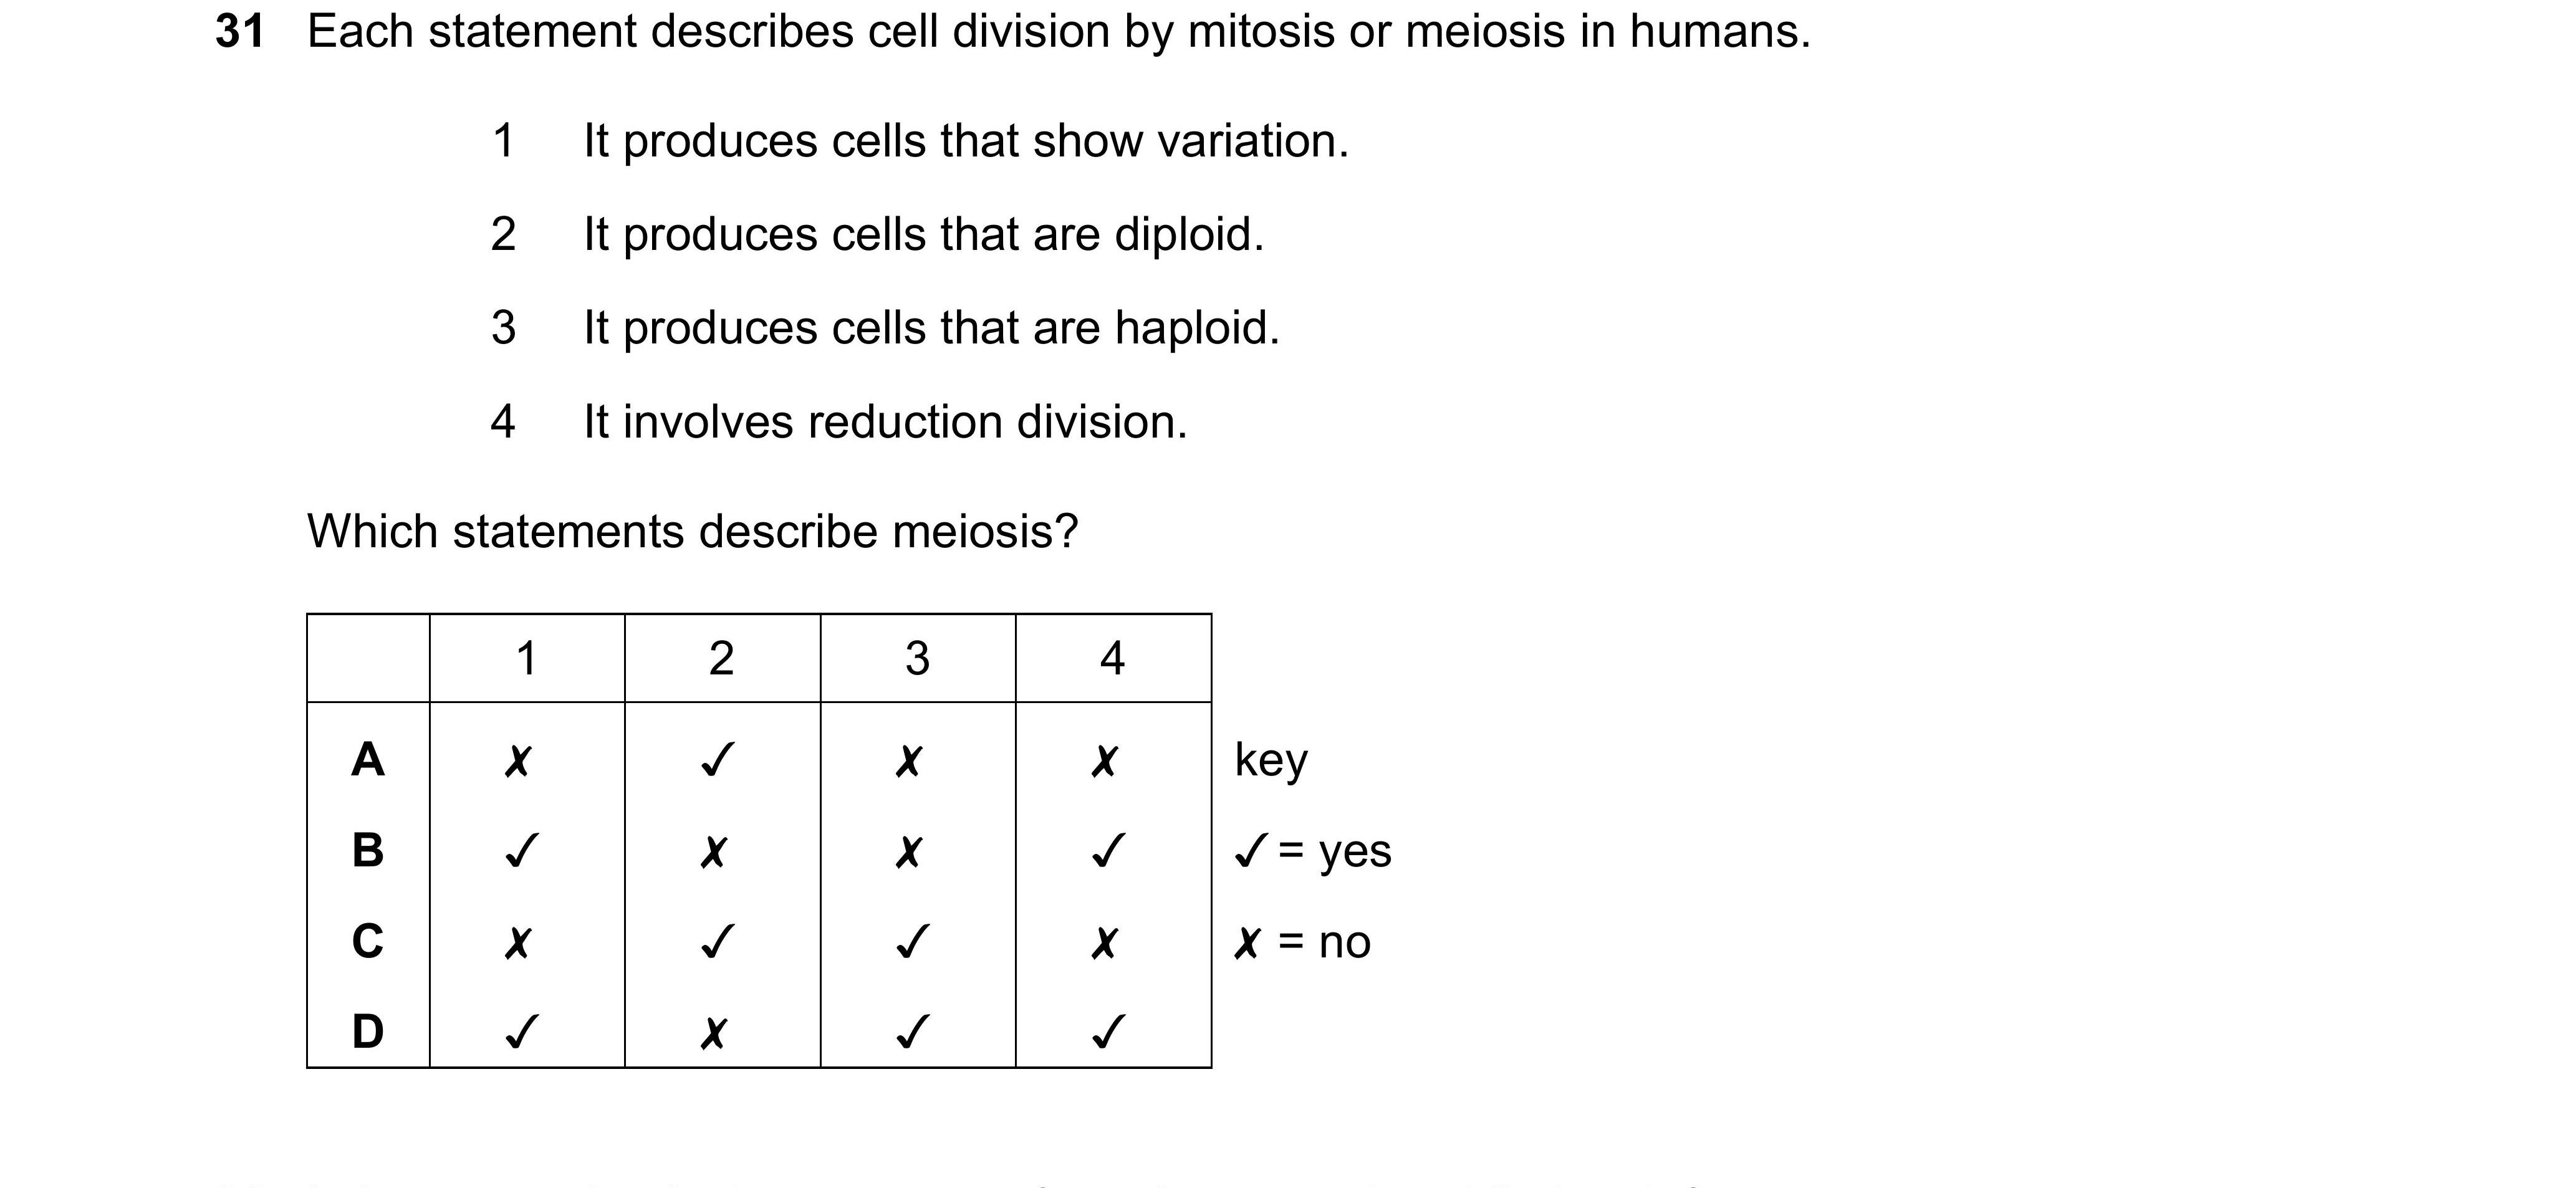 31 Each statement describes cell division by mitosis or meiosis in humans.
1 It produces cells that show variation.
2 It produces cells that are diploid.
3 It produces cells that are haploid.
4 It involves reduction division.
Which statements describe meiosis?
1 2 3 4
A ✗ ✓ ✗ ✗ key
B ✓ ✗ ✗ ✓ ✓ = yes
C ✗ ✓ ✓ ✗ ✗ = no
D ✓ ✗ ✓ ✓